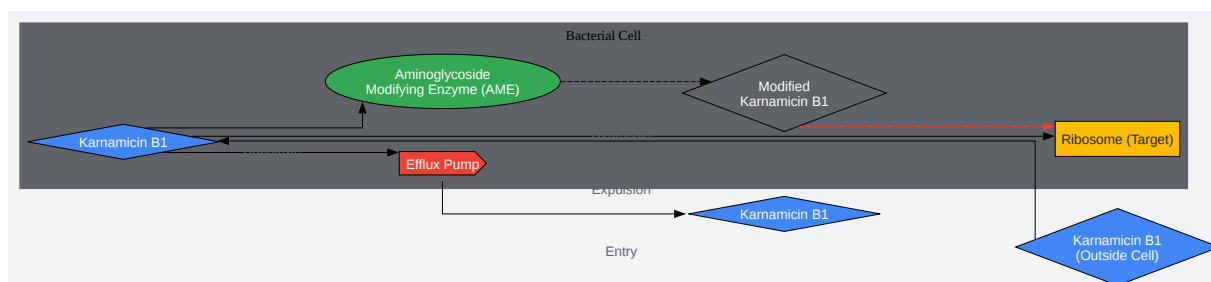 Bacterial Cell
Aminoglycoside
Modifying Enzyme (AME)
Modified
Karnamicin B1
Karnamicin B1
Ribosome (Target)
Efflux Pump
Expulsion
Karnamicin B1
Karnamicin B1
(Outside Cell)
Entry